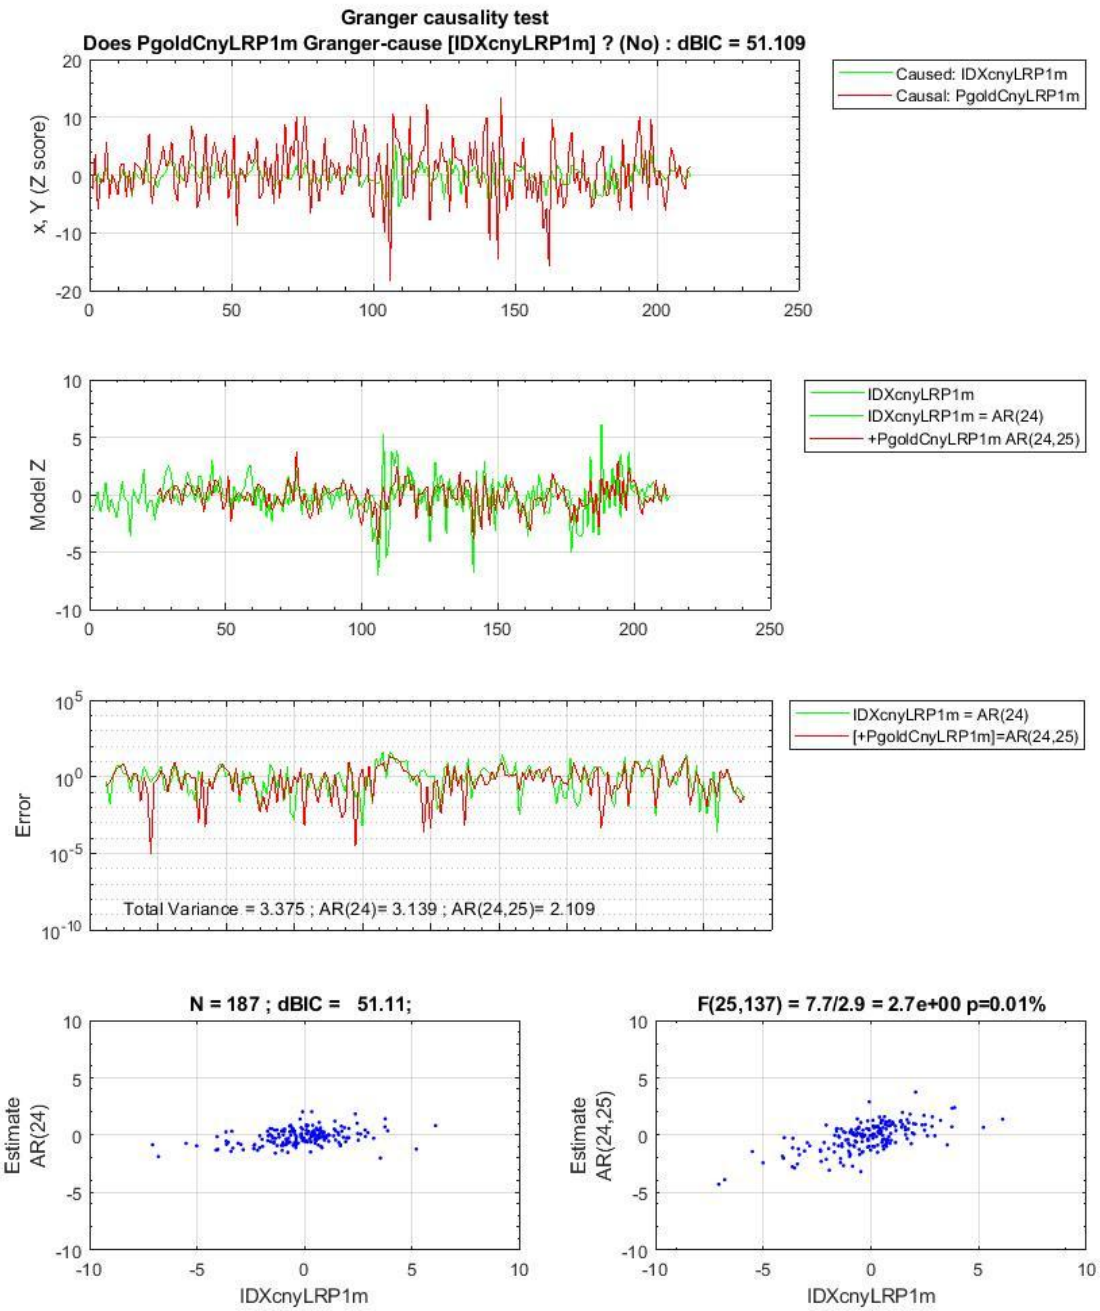 Granger causality test
Does PgoldCnyLRP1m Granger-cause [IDXcnyLRP1m] ? (No) : dBIC = 51.109
20
10
0
-10
-20
x, Y (Z score)
0 50 100 150 200 250
Caused: IDXcnyLRP1m
Causal: PgoldCnyLRP1m
10
5
0
-5
-10
Model Z
0 50 100 150 200 250
IDXcnyLRP1m
IDXcnyLRP1m = AR(24)
+PgoldCnyLRP1m AR(24,25)
10^5
10^0
10^-5
10^-10
Error
Total Variance = 3.375 ; AR(24)= 3.139 ; AR(24,25)= 2.109
IDXcnyLRP1m = AR(24)
[+PgoldCnyLRP1m]=AR(24,25)
N = 187 ; dBIC = 51.11;
10
5
0
-5
-10
Estimate
AR(24)
-10 -5 0 5 10
IDXcnyLRP1m
F(25,137) = 7.7/2.9 = 2.7e+00 p=0.01%
10
5
0
-5
-10
Estimate
AR(24,25)
-10 -5 0 5 10
IDXcnyLRP1m